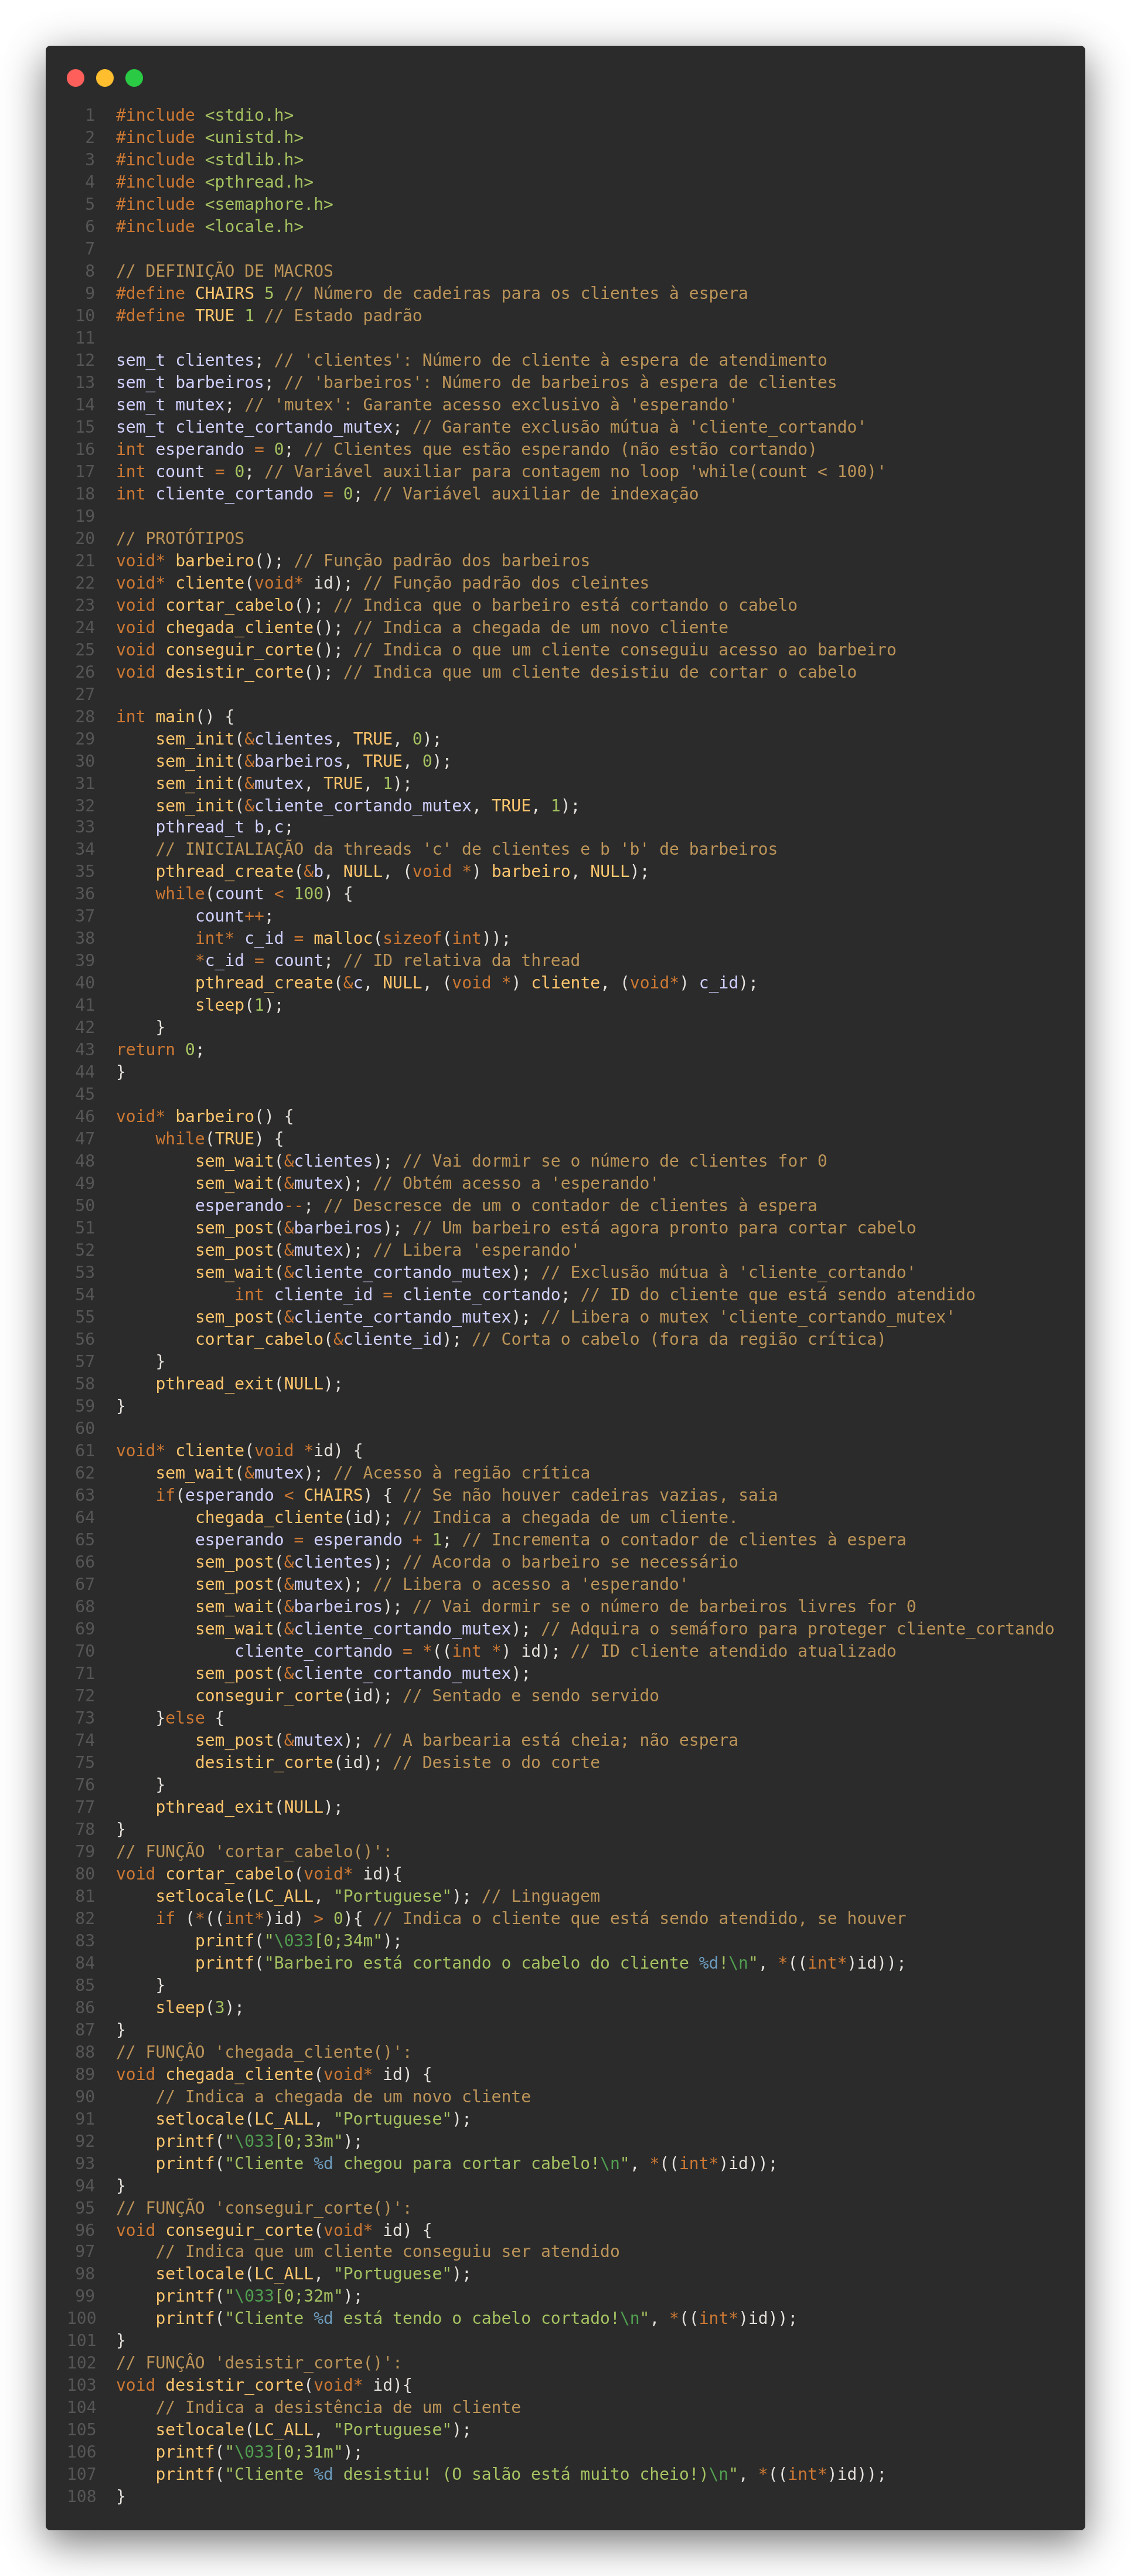 1 #include <stdio.h>
2 #include <unistd.h>
3 #include <stdlib.h>
4 #include <pthread.h>
5 #include <semaphore.h>
6 #include <locale.h>
7
8 // DEFINIÇÃO DE MACROS
9 #define CHAIRS 5 // Número de cadeiras para os clientes à espera
10 #define TRUE 1 // Estado padrão
11
12 sem_t clientes; // 'clientes': Número de cliente à espera de atendimento
13 sem_t barbeiros; // 'barbeiros': Número de barbeiros à espera de clientes
14 sem_t mutex; // 'mutex': Garante acesso exclusivo à 'esperando'
15 sem_t cliente_cortando_mutex; // Garante exclusão mútua à 'cliente_cortando'
16 int esperando = 0; // Clientes que estão esperando (não estão cortando)
17 int count = 0; // Variável auxiliar para contagem no loop 'while(count < 100)'
18 int cliente_cortando = 0; // Variável auxiliar de indexação
19
20 // PROTÓTIPOS
21 void* barbeiro(); // Função padrão dos barbeiros
22 void* cliente(void* id); // Função padrão dos cleintes
23 void cortar_cabelo(); // Indica que o barbeiro está cortando o cabelo
24 void chegada_cliente(); // Indica a chegada de um novo cliente
25 void conseguir_corte(); // Indica o que um cliente conseguiu acesso ao barbeiro
26 void desistir_corte(); // Indica que um cliente desistiu de cortar o cabelo
27
28 int main() {
29     sem_init(&clientes, TRUE, 0);
30     sem_init(&barbeiros, TRUE, 0);
31     sem_init(&mutex, TRUE, 1);
32     sem_init(&cliente_cortando_mutex, TRUE, 1);
33     pthread_t b,c;
34     // INICIALIAÇÃO da threads 'c' de clientes e b 'b' de barbeiros
35     pthread_create(&b, NULL, (void *) barbeiro, NULL);
36     while(count < 100) {
37         count++;
38         int* c_id = malloc(sizeof(int));
39         *c_id = count; // ID relativa da thread
40         pthread_create(&c, NULL, (void *) cliente, (void*) c_id);
41         sleep(1);
42     }
43 return 0;
44 }
45
46 void* barbeiro() {
47     while(TRUE) {
48         sem_wait(&clientes); // Vai dormir se o número de clientes for 0
49         sem_wait(&mutex); // Obtém acesso a 'esperando'
50         esperando--; // Descresce de um o contador de clientes à espera
51         sem_post(&barbeiros); // Um barbeiro está agora pronto para cortar cabelo
52         sem_post(&mutex); // Libera 'esperando'
53         sem_wait(&cliente_cortando_mutex); // Exclusão mútua à 'cliente_cortando'
54             int cliente_id = cliente_cortando; // ID do cliente que está sendo atendido
55         sem_post(&cliente_cortando_mutex); // Libera o mutex 'cliente_cortando_mutex'
56         cortar_cabelo(&cliente_id); // Corta o cabelo (fora da região crítica)
57     }
58     pthread_exit(NULL);
59 }
60
61 void* cliente(void *id) {
62     sem_wait(&mutex); // Acesso à região crítica
63     if(esperando < CHAIRS) { // Se não houver cadeiras vazias, saia
64         chegada_cliente(id); // Indica a chegada de um cliente.
65         esperando = esperando + 1; // Incrementa o contador de clientes à espera
66         sem_post(&clientes); // Acorda o barbeiro se necessário
67         sem_post(&mutex); // Libera o acesso a 'esperando'
68         sem_wait(&barbeiros); // Vai dormir se o número de barbeiros livres for 0
69         sem_wait(&cliente_cortando_mutex); // Adquira o semáforo para proteger cliente_cortando
70             cliente_cortando = *((int *) id); // ID cliente atendido atualizado
71         sem_post(&cliente_cortando_mutex);
72         conseguir_corte(id); // Sentado e sendo servido
73     }else {
74         sem_post(&mutex); // A barbearia está cheia; não espera
75         desistir_corte(id); // Desiste o do corte
76     }
77     pthread_exit(NULL);
78 }
79 // FUNÇÃO 'cortar_cabelo()':
80 void cortar_cabelo(void* id){
81     setlocale(LC_ALL, "Portuguese"); // Linguagem
82     if (*((int*)id) > 0){ // Indica o cliente que está sendo atendido, se houver
83         printf("\033[0;34m");
84         printf("Barbeiro está cortando o cabelo do cliente %d!\n", *((int*)id));
85     }
86     sleep(3);
87 }
88 // FUNÇÂO 'chegada_cliente()':
89 void chegada_cliente(void* id) {
90     // Indica a chegada de um novo cliente
91     setlocale(LC_ALL, "Portuguese");
92     printf("\033[0;33m");
93     printf("Cliente %d chegou para cortar cabelo!\n", *((int*)id));
94 }
95 // FUNÇÃO 'conseguir_corte()':
96 void conseguir_corte(void* id) {
97     // Indica que um cliente conseguiu ser atendido
98     setlocale(LC_ALL, "Portuguese");
99     printf("\033[0;32m");
100     printf("Cliente %d está tendo o cabelo cortado!\n", *((int*)id));
101 }
102 // FUNÇÂO 'desistir_corte()':
103 void desistir_corte(void* id){
104     // Indica a desistência de um cliente
105     setlocale(LC_ALL, "Portuguese");
106     printf("\033[0;31m");
107     printf("Cliente %d desistiu! (O salão está muito cheio!)\n", *((int*)id));
108 }